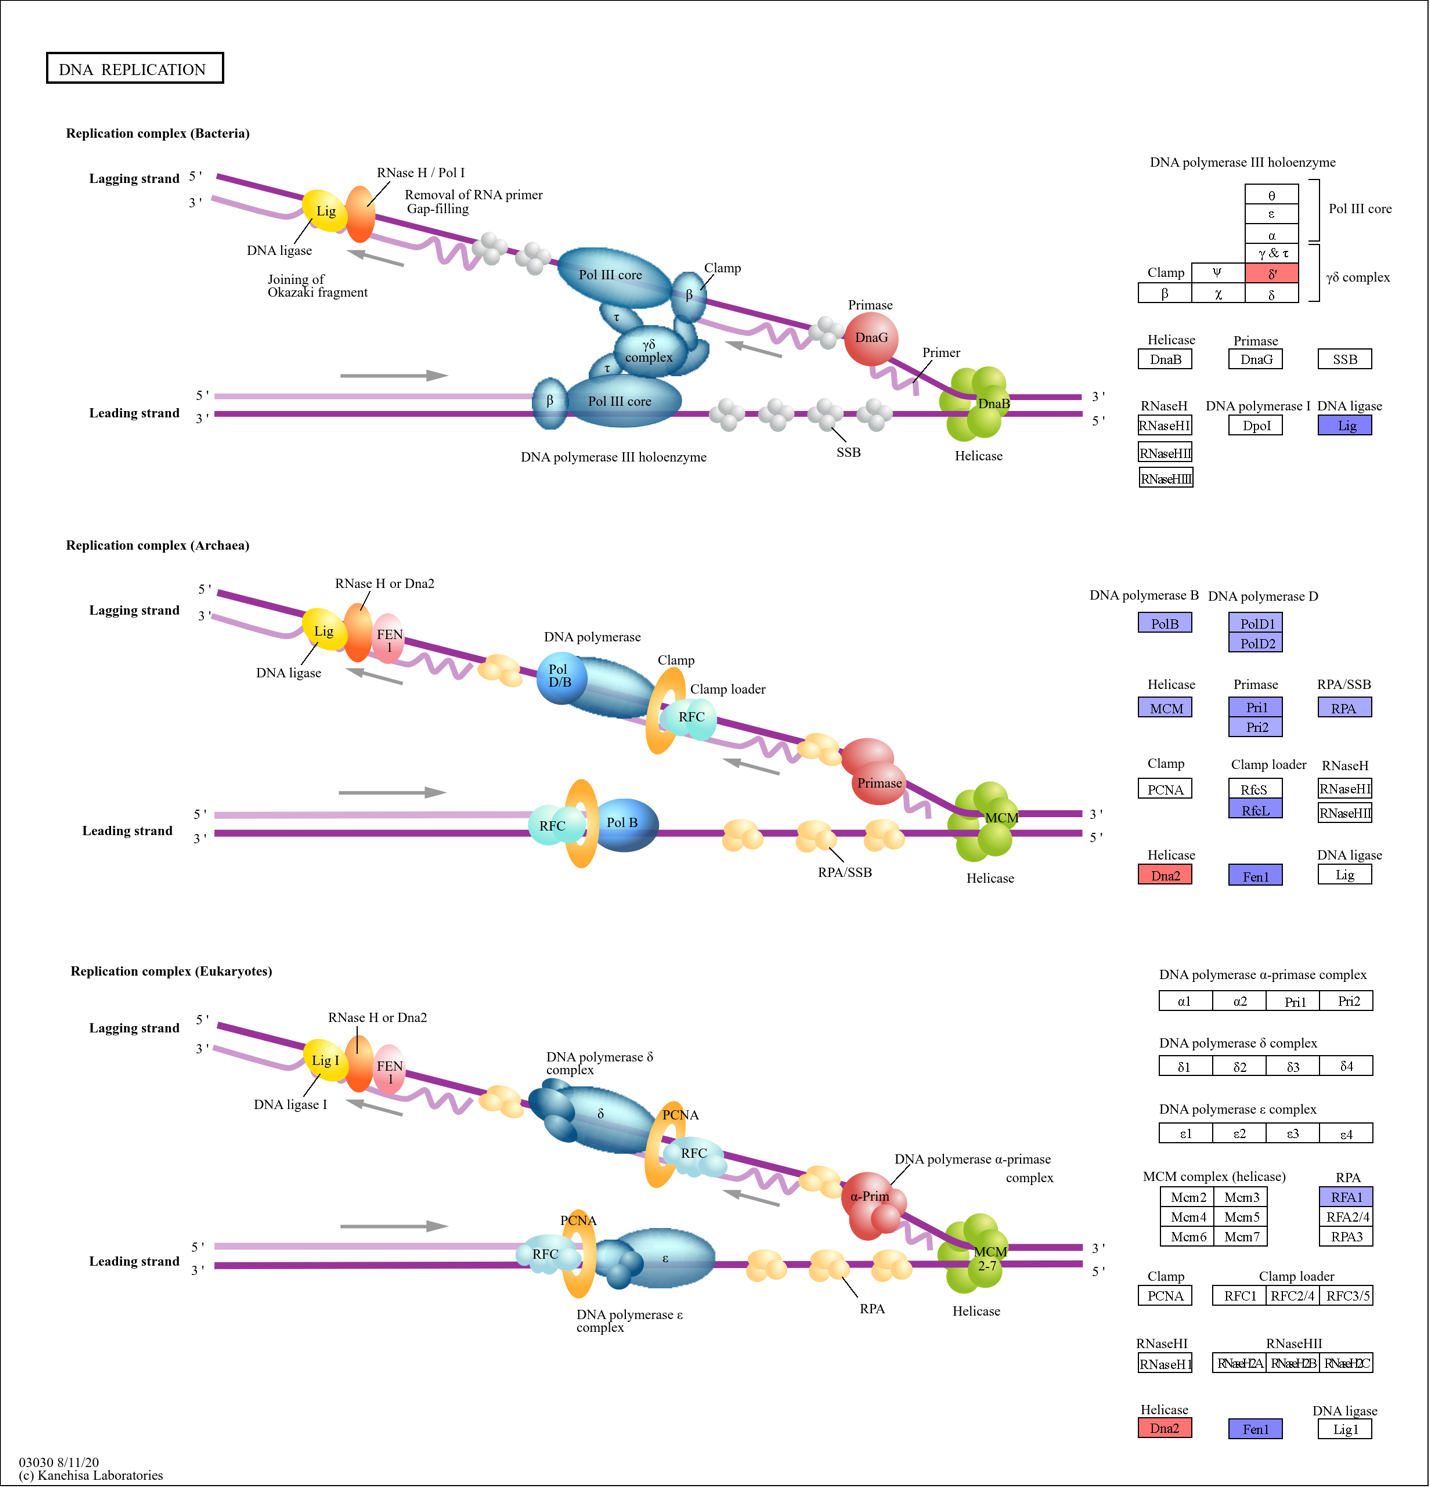 DNA REPLICATION
Replication complex (Bacteria)
Lagging strand
5 '
3 '
Lig
RNase H / Pol I
Removal of RNA primer
Gap-filling
DNA ligase
Joining of
Okazaki fragment
Pol III core
Clamp
β
τ
γδ
complex
τ
Primase
DnaG
Primer
5 '
Leading strand
3 '
β
Pol III core
DnaB
3 '
5 '
SSB
Helicase
DNA polymerase III holoenzyme
DNA polymerase III holoenzyme
θ
ε
α
Pol III core
γ & τ
Clamp
ψ
δ'
γδ complex
β
χ
δ
Helicase
Primase
DnaB
DnaG
SSB
RNaseH
DNA polymerase I
DNA ligase
RNaseHI
DpoI
Lig
RNaseHII
RNaseHIII
Replication complex (Archaea)
RNase H or Dna2
5 '
Lagging strand
3 '
Lig
FEN
1
DNA ligase
DNA polymerase
Pol
D/B
Clamp
Clamp loader
RFC
Primase
5 '
Leading strand
3 '
RFC
Pol B
MCM
3 '
5 '
RPA/SSB
Helicase
DNA polymerase B
DNA polymerase D
PolB
PolD1
PolD2
Helicase
Primase
RPA/SSB
MCM
Pri1
RPA
Pri2
Clamp
Clamp loader
RNaseH
PCNA
RfcS
RNaseHI
RfcL
RNaseHII
Helicase
DNA ligase
Dna2
Fen1
Lig
Replication complex (Eukaryotes)
RNase H or Dna2
5 '
Lagging strand
3 '
Lig I
FEN
1
DNA ligase I
DNA polymerase δ
complex
δ
PCNA
RFC
DNA polymerase α-primase
complex
α-Prim
PCNA
5 '
Leading strand
3 '
RFC
ε
MCM
2-7
3 '
5 '
DNA polymerase ε
complex
RPA
Helicase
DNA polymerase α-primase complex
α1
α2
Pri1
Pri2
DNA polymerase δ complex
δ1
δ2
δ3
δ4
DNA polymerase ε complex
ε1
ε2
ε3
ε4
MCM complex (helicase)
RPA
Mcm2
Mcm3
RFA1
Mcm4
Mcm5
RFA2/4
Mcm6
Mcm7
RPA3
Clamp
Clamp loader
PCNA
RFC1
RFC2/4
RFC3/5
RNaseHI
RNaseHII
RNaseH1
RNaseH2A
RNaseH2B
RNaseH2C
Helicase
DNA ligase
Dna2
Fen1
Lig1
03030 8/11/20
(c) Kanehisa Laboratories